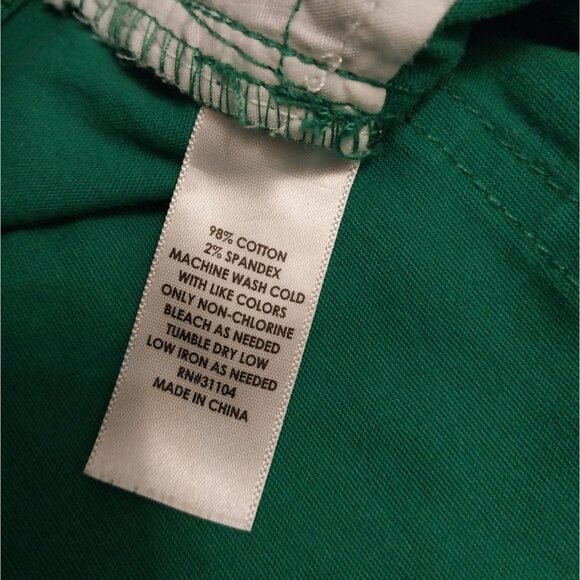 98% COTTON
2% SPANDEX
MACHINE WASH COLD
WITH LIKE COLORS
ONLY NON-CHLORINE
BLEACH AS NEEDED
TUMBLE DRY LOW
LOW IRON AS NEEDED
RN#31104
MADE IN CHINA